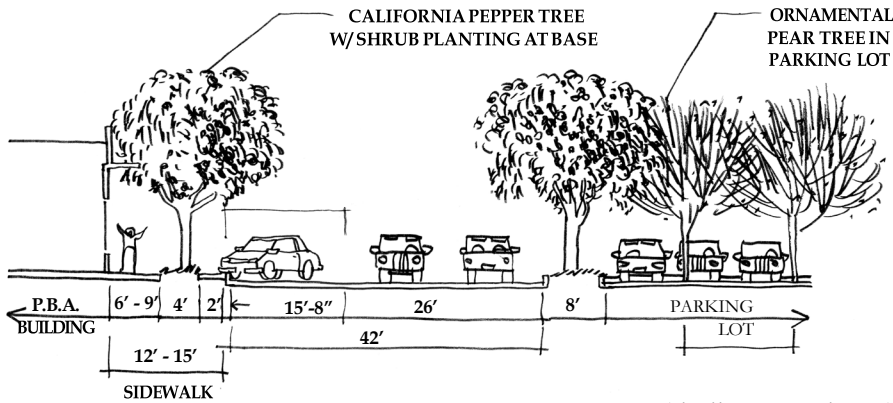 CALIFORNIA PEPPER TREE
W/ SHRUB PLANTING AT BASE
ORNAMENTAL
PEAR TREE IN
PARKING LOT
P.B.A.
BUILDING
6' - 9'
4'
2'
15'-8"
26'
8'
PARKING
LOT
42'
12' - 15'
SIDEWALK